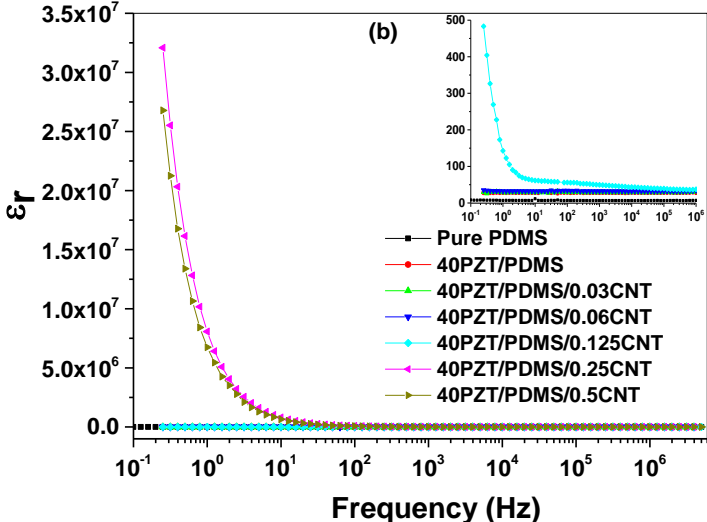 (b)
3.5x10⁷
3.0x10⁷
2.5x10⁷
2.0x10⁷
1.5x10⁷
1.0x10⁷
5.0x10⁶
0.0
εr
10⁻¹ 10⁰ 10¹ 10² 10³ 10⁴ 10⁵ 10⁶
Frequency (Hz)
500
400
300
200
100
0
10⁻¹ 10⁰ 10¹ 10² 10³ 10⁴ 10⁵ 10⁶
Pure PDMS
40PZT/PDMS
40PZT/PDMS/0.03CNT
40PZT/PDMS/0.06CNT
40PZT/PDMS/0.125CNT
40PZT/PDMS/0.25CNT
40PZT/PDMS/0.5CNT